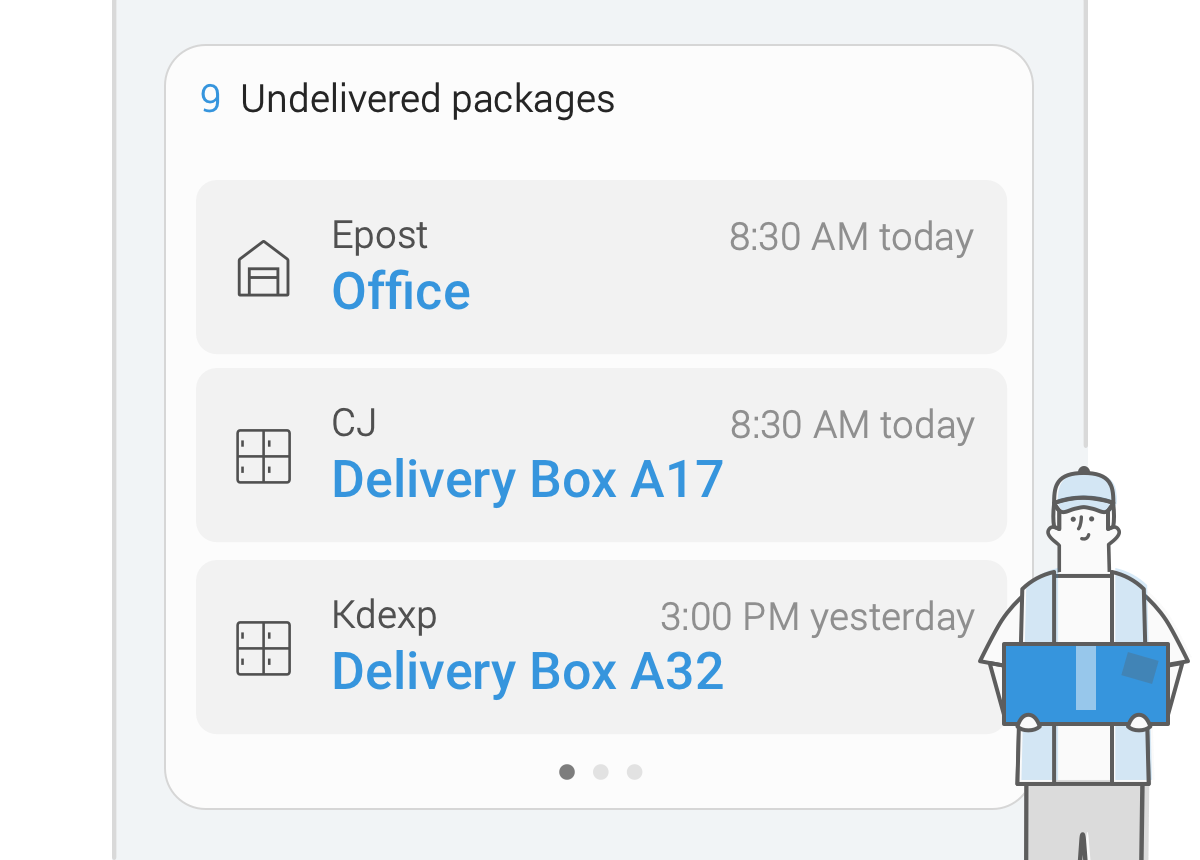 9 Undelivered packages
Epost 8:30 AM today
Office
CJ 8:30 AM today
Delivery Box A17
Kdexp 3:00 PM yesterday
Delivery Box A32